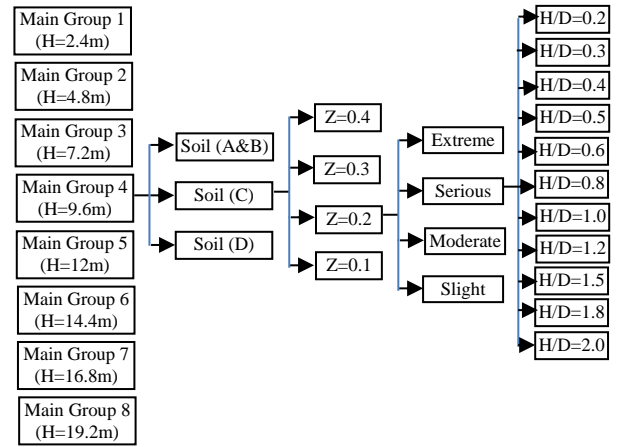 Main Group 1
(H=2.4m)
Main Group 2
(H=4.8m)
Main Group 3
(H=7.2m)
Main Group 4
(H=9.6m)
Main Group 5
(H=12m)
Main Group 6
(H=14.4m)
Main Group 7
(H=16.8m)
Main Group 8
(H=19.2m)
Soil (A&B)
Soil (C)
Soil (D)
Z=0.4
Z=0.3
Z=0.2
Z=0.1
Extreme
Serious
Moderate
Slight
H/D=0.2
H/D=0.3
H/D=0.4
H/D=0.5
H/D=0.6
H/D=0.8
H/D=1.0
H/D=1.2
H/D=1.5
H/D=1.8
H/D=2.0